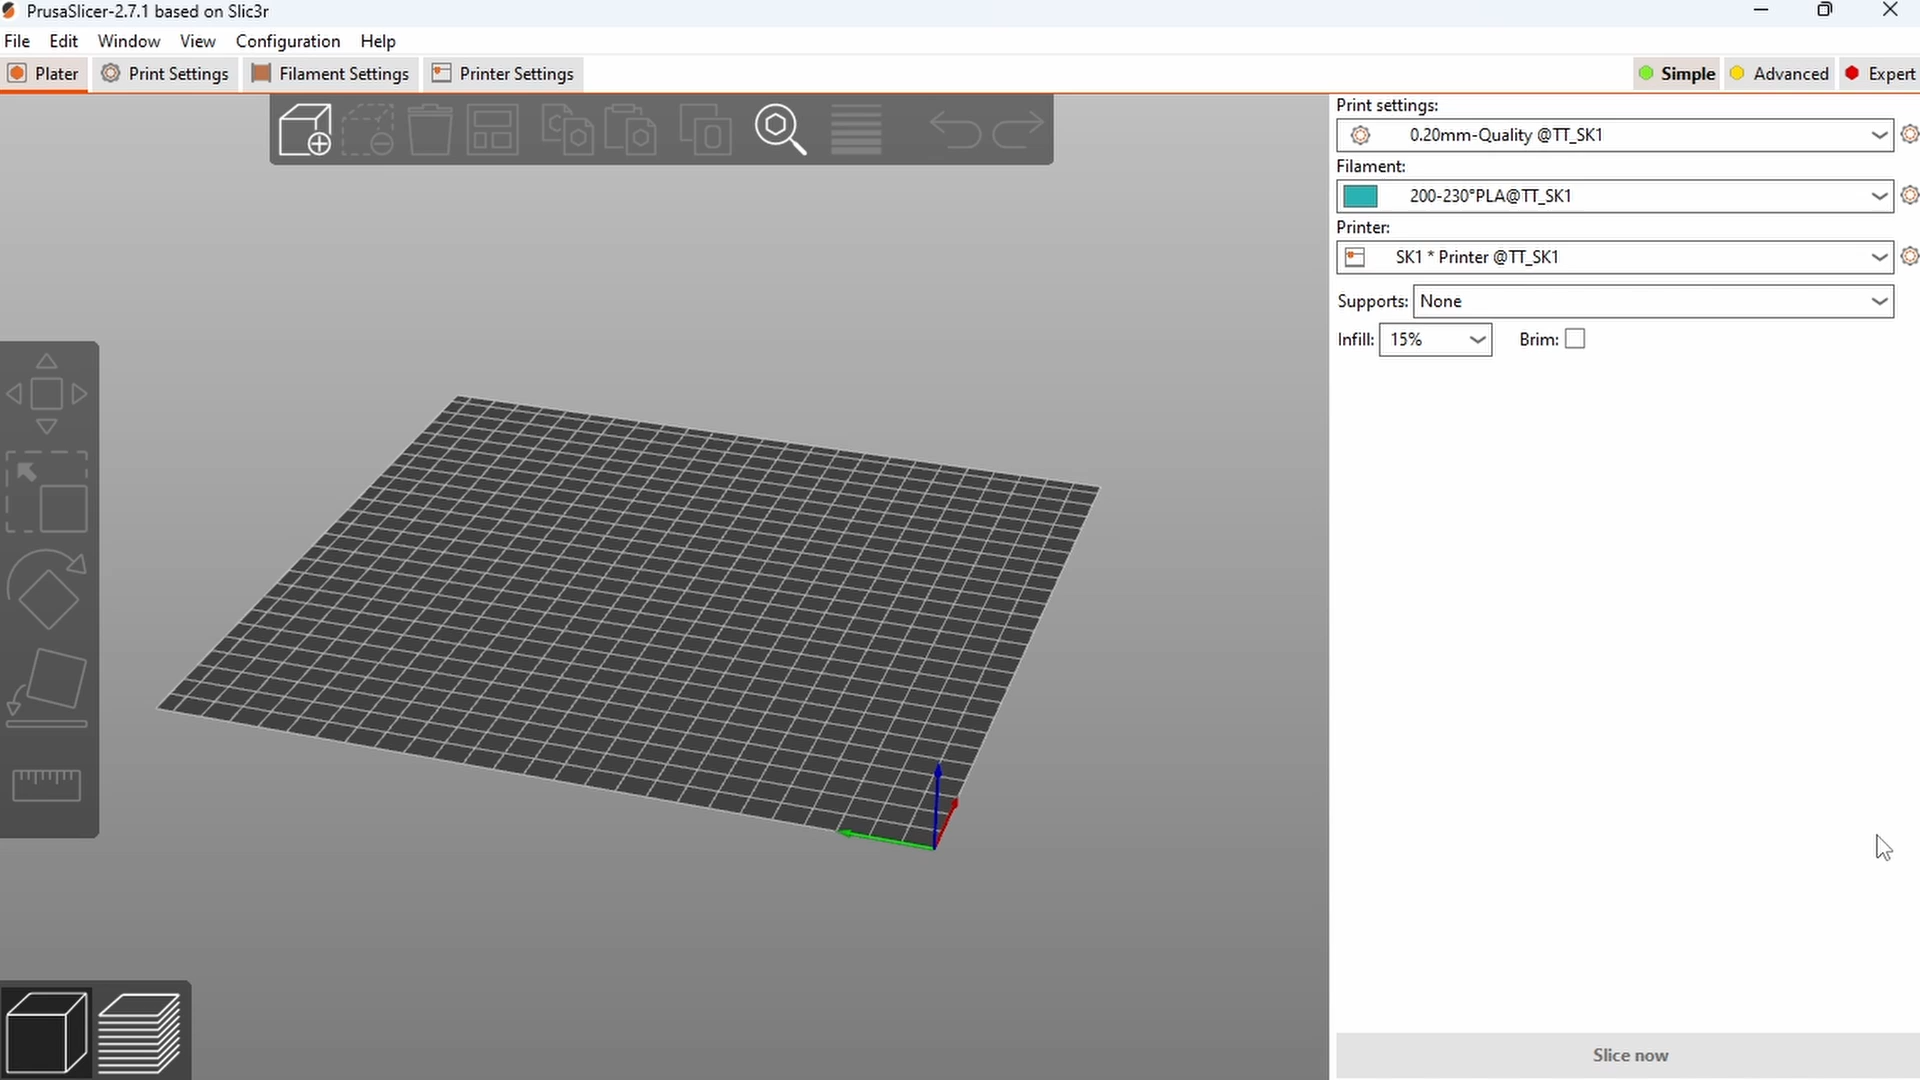 PrusaSlicer-2.7.1 based on Slic3r
File Edit Window View Configuration Help
Plater Print Settings Filament Settings Printer Settings Simple Advanced Expert
Print settings:
0.20mm-Quality @TT_SK1
Filament:
200-230°PLA@TT_SK1
Printer:
SK1 * Printer @TT_SK1
Supports: None
Infill: 15% Brim:
Slice now